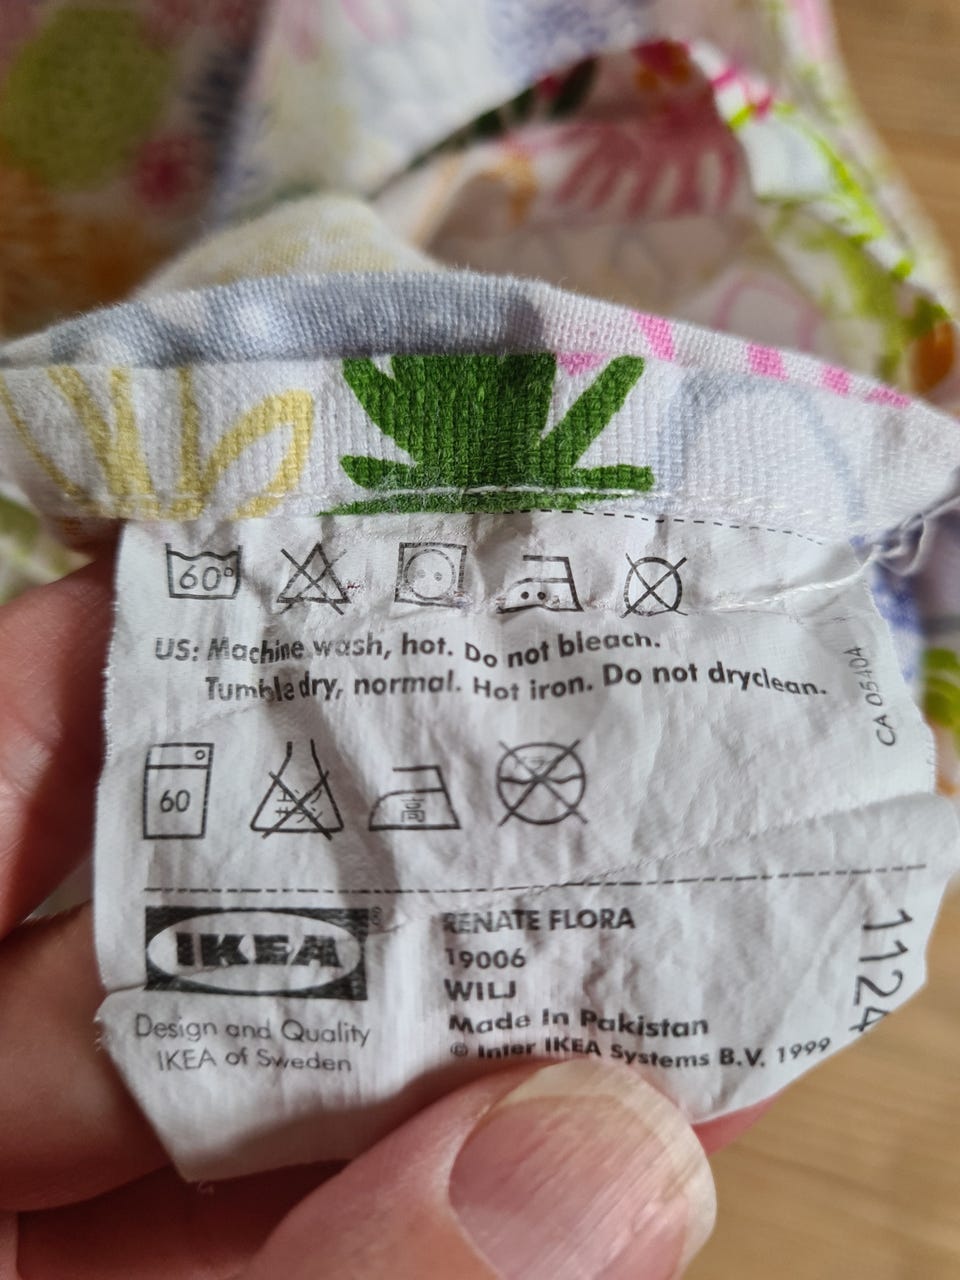 60°
US: Machine wash, hot. Do not bleach.
Tumble dry, normal. Hot iron. Do not dryclean.
CA 05404
60
高
IKEA®
Design and Quality
IKEA of Sweden
RENATE FLORA
19006
WILJ
Made In Pakistan
© Inter IKEA Systems B.V. 1999
1124